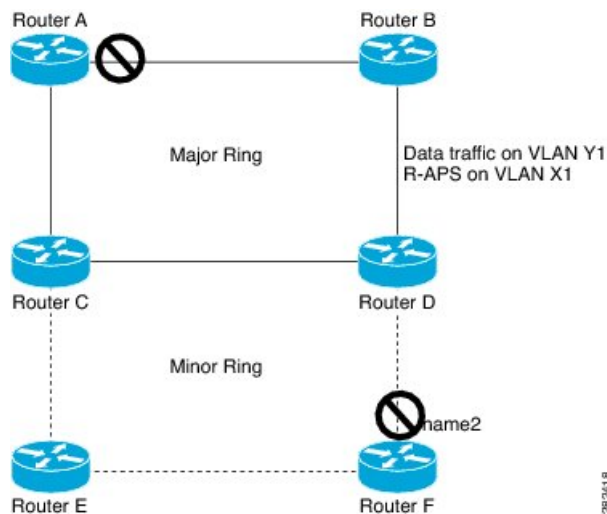 Router A
Router B
Major Ring
Data traffic on VLAN Y1
R-APS on VLAN X1
Router C
Router D
Minor Ring
name2
Router E
Router F
282418